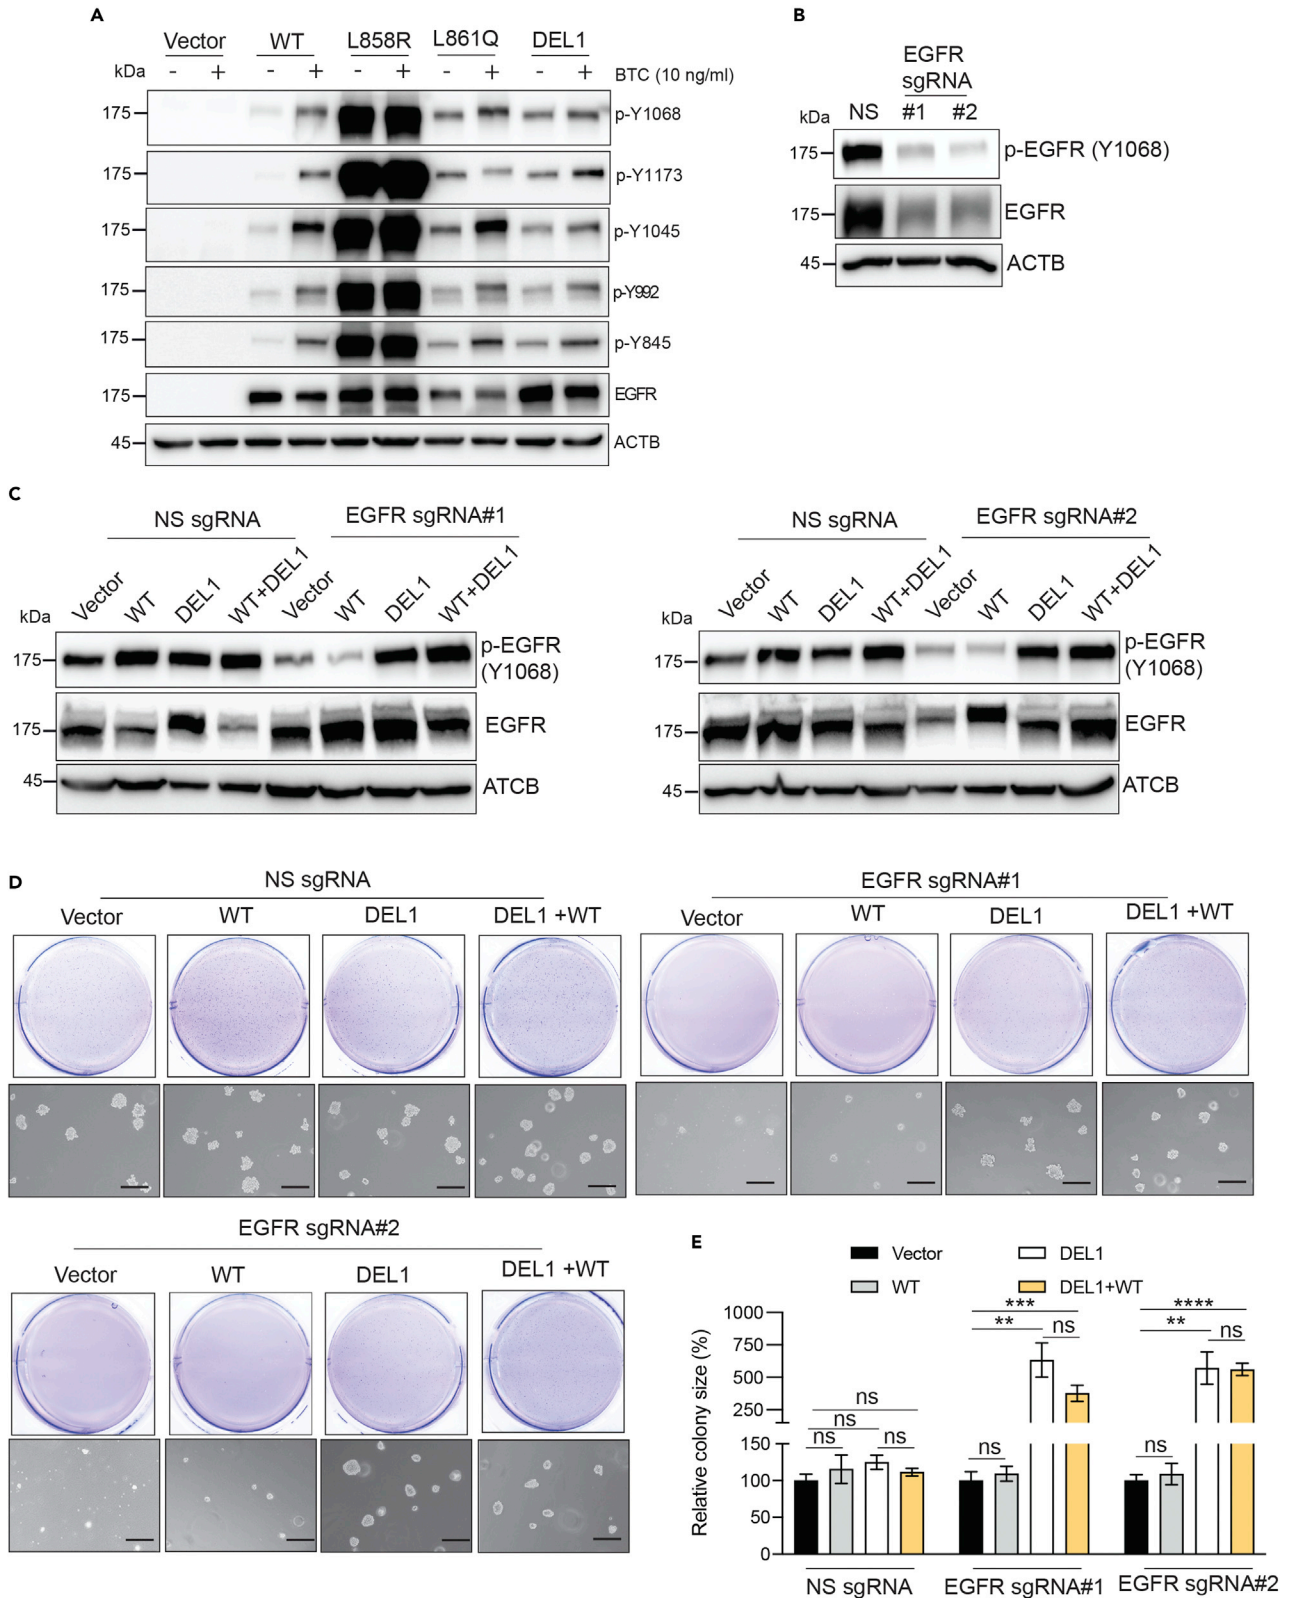 A
Vector WT L858R L861Q DEL1
kDa - + - + - + - + - + BTC (10 ng/ml)
175 p-Y1068
175 p-Y1173
175 p-Y1045
175 p-Y992
175 p-Y845
175 EGFR
45 ACTB
B
EGFR
sgRNA
kDa NS #1 #2
175 p-EGFR (Y1068)
175 EGFR
45 ACTB
C
NS sgRNA EGFR sgRNA#1
Vector WT DEL1 WT+DEL1 Vector WT DEL1 WT+DEL1
kDa
175 p-EGFR
(Y1068)
175 EGFR
45 ATCB
NS sgRNA EGFR sgRNA#2
Vector WT DEL1 WT+DEL1 Vector WT DEL1 WT+DEL1
kDa
175 p-EGFR
(Y1068)
175 EGFR
45 ATCB
D
NS sgRNA
Vector WT DEL1 DEL1 +WT
EGFR sgRNA#1
Vector WT DEL1 DEL1 +WT
EGFR sgRNA#2
Vector WT DEL1 DEL1 +WT
E
Vector DEL1
WT DEL1+WT
Relative colony size (%)
1000
750
500
250
150
100
50
0
ns
ns
ns ns
***
**
ns
ns
****
**
ns
ns
NS sgRNA EGFR sgRNA#1 EGFR sgRNA#2